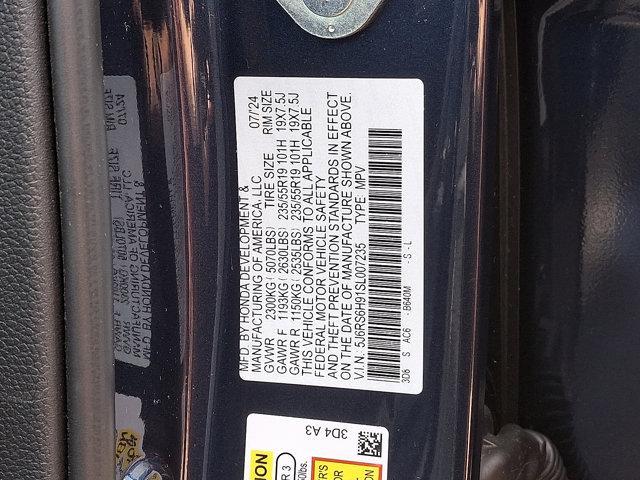 MFD. BY HONDA DEVELOPMENT &
MANUFACTURING OF AMERICA, LLC 07/24
GVWR 2300KG (5070LBS) TIRE SIZE RIM SIZE
GAWR F 1193KG (2630LBS) 235/55R19 101H 19X7.5J
GAWR R 1150KG (2535LBS) 235/55R19 101H 19X7.5J
THIS VEHICLE CONFORMS TO ALL APPLICABLE
FEDERAL MOTOR VEHICLE SAFETY
AND THEFT PREVENTION STANDARDS IN EFFECT
ON THE DATE OF MANUFACTURE SHOWN ABOVE.
V.I.N. 5J6RS6H91SL007235 TYPE MPV
3D6 S AC6 -B640M -S-L
3D4 A3